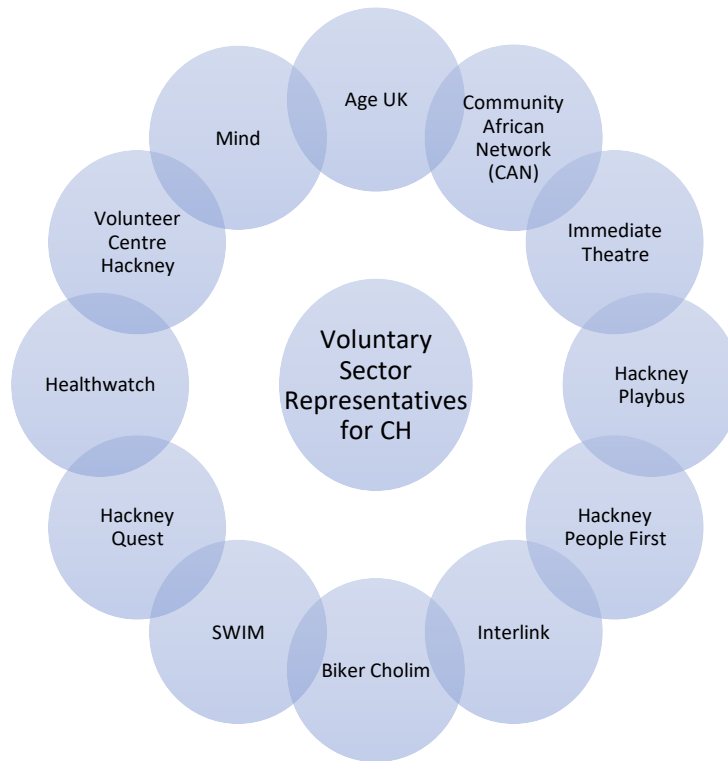 Age UK
Community
African
Network
(CAN)
Immediate
Theatre
Hackney
Playbus
Hackney
People First
Interlink
Biker Cholim
SWIM
Hackney
Quest
Healthwatch
Volunteer
Centre
Hackney
Mind
Voluntary
Sector
Representatives
for CH